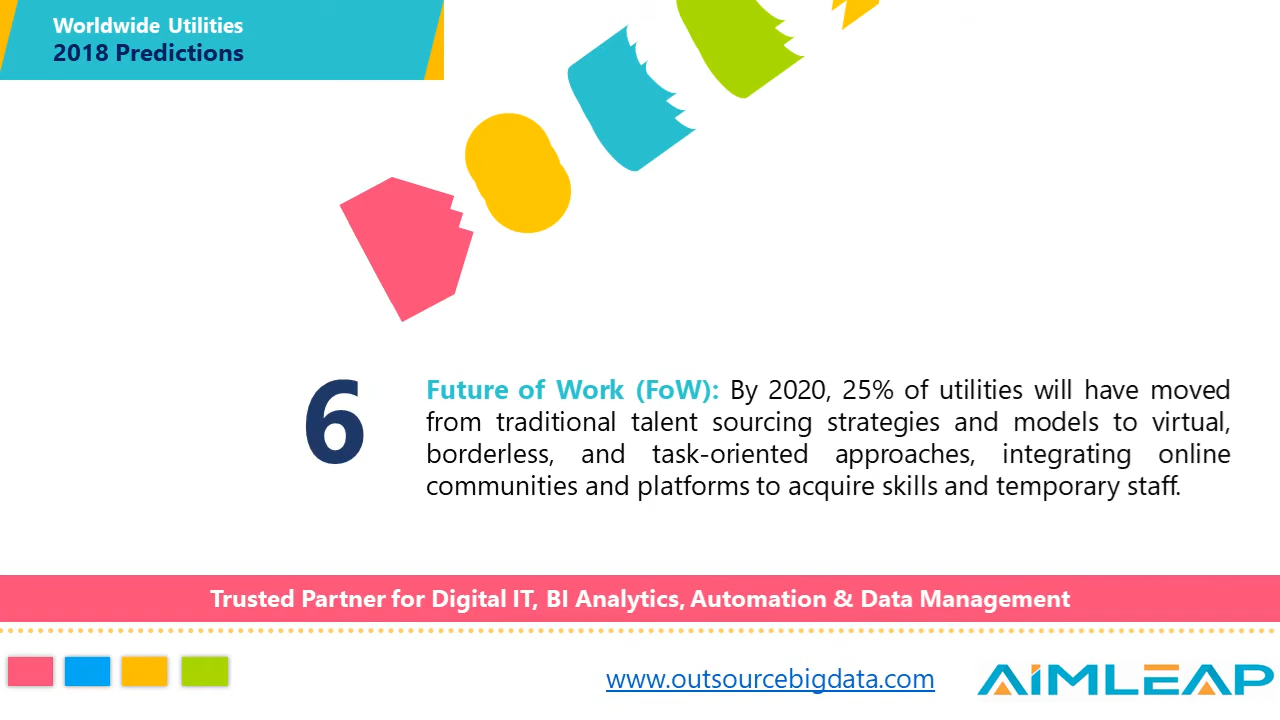 Worldwide Utilities
2018 Predictions
6
Future of Work (FoW): By 2020, 25% of utilities will have moved
from traditional talent sourcing strategies and models to virtual,
borderless, and task-oriented approaches, integrating online
communities and platforms to acquire skills and temporary staff.
Trusted Partner for Digital IT, BI Analytics, Automation & Data Management
www.outsourcebigdata.com
AIMLEAP